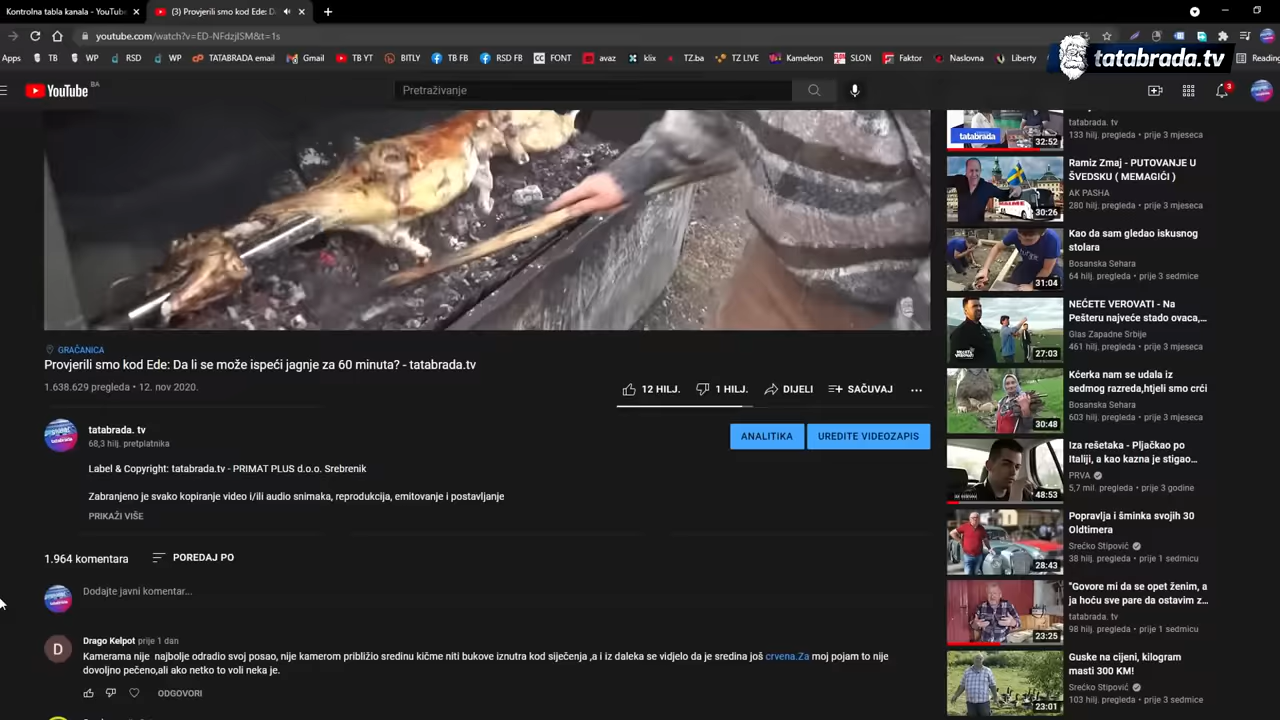 Kontrolna tabla kanala - YouTube
(3) Provjerili smo kod Ede: Da
youtube.com/watch?v=ED-NFdzjISM&t=1s
Apps TB WP RSD WP TATABRADA email Gmail TB YT BITLY TB FB RSD FB FONT avaz klix TZ.ba TZ L!VE Kameleon SLON Faktor Naslovna Liberty Reading
tatabrada.tv
YouTube BA
Pretraživanje
3
tatabrada. tv
133 hilj. pregleda • prije 3 mjeseca
tatabrada
32:52
Ramiz Zmaj - PUTOVANJE U
ŠVEDSKU ( MEMAGIĆI )
AK PASHA
280 hilj. pregleda • prije 3 mjeseca
30:26
Kao da sam gledao iskusnog
stolara
Bosanska Sehara
64 hilj. pregleda • prije 3 sedmice
31:04
NEĆETE VEROVATI - Na
Pešteru najveće stado ovaca,...
Glas Zapadne Srbije
461 hilj. pregleda • prije 3 mjeseca
27:03
Kćerka nam se udala iz
sedmog razreda,htjeli smo crći
Bosanska Sehara
603 hilj. pregleda • prije 3 mjeseca
30:48
Iza rešetaka - Pljačkao po
Italiji, a kao kazna je stigao...
PRVA
5,7 mil. pregleda • prije 3 godine
48:53
Popravlja i šminka svojih 30
Oldtimera
Srećko Stipović
38 hilj. pregleda • prije 1 sedmicu
28:43
"Govore mi da se opet ženim, a
ja hoću sve pare da ostavim z...
tatabrada. tv
98 hilj. pregleda • prije 1 sedmicu
23:25
Guske na cijeni, kilogram
masti 300 KM!
Srećko Stipović
103 hilj. pregleda • prije 3 sedmice
23:01
GRAČANICA
Provjerili smo kod Ede: Da li se može ispeći jagnje za 60 minuta? - tatabrada.tv
1.638.629 pregleda • 12. nov 2020.
12 HILJ. 1 HILJ. DIJELI SAČUVAJ ...
tatabrada. tv
68,3 hilj. pretplatnika
ANALITIKA UREDITE VIDEOZAPIS
Label & Copyright: tatabrada.tv - PRIMAT PLUS d.o.o. Srebrenik
Zabranjeno je svako kopiranje video i/ili audio snimaka, reprodukcija, emitovanje i postavljanje
PRIKAŽI VIŠE
1.964 komentara POREDAJ PO
Dodajte javni komentar...
D
Drago Kelpot prije 1 dan
Kamerama nije najbolje odradio svoj posao, nije kamerom približio sredinu kičme niti bukove iznutra kod siječenja ,a i iz daleka se vidjelo da je sredina još crvena.Za moj pojam to nije
dovoljno pečeno,ali ako netko to voli neka je.
ODGOVORI